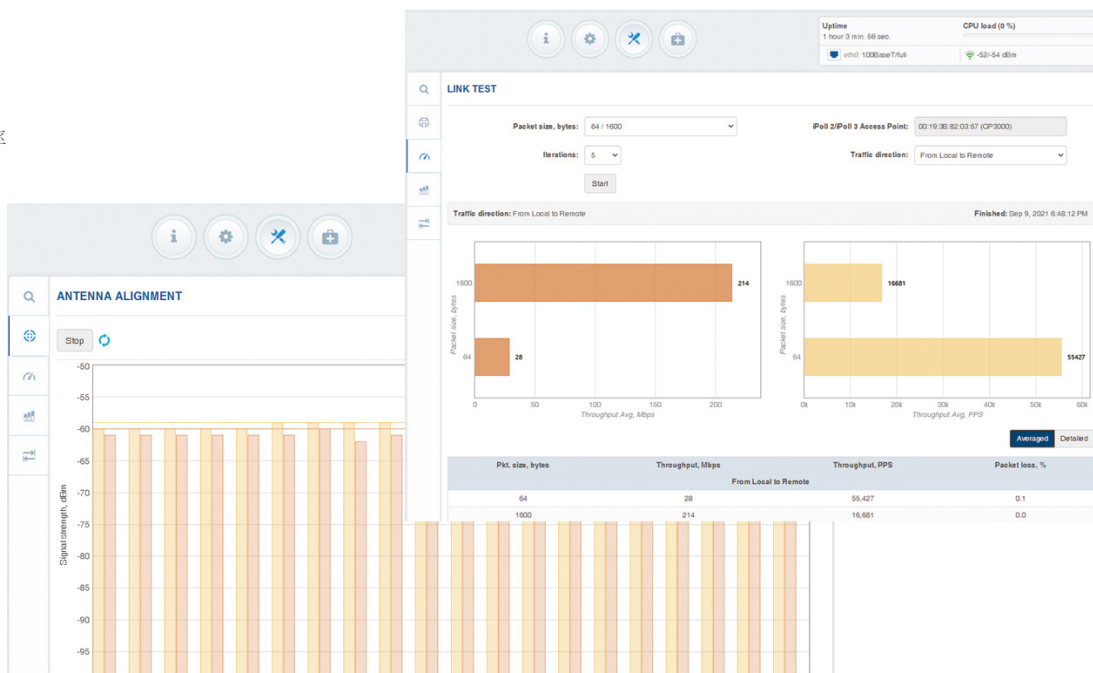 Uptime
1 hour 3 min. 56 sec.
CPU load (0 %)
eth0: 100BaseT/full
-52/-54 dBm
LINK TEST
Packet size, bytes: 64 / 1600
iPoll 2/iPoll 3 Access Point: 00:19:3B:82:03:67 (CP3000)
Iterations: 5
Traffic direction: From Local to Remote
Start
Traffic direction: From Local to Remote
Finished: Sep 9, 2021 6:48:12 PM
Packet size, bytes
1600
214
64
28
0
50
100
150
200
Throughput Avg, Mbps
Packet size, bytes
1600
16681
64
55427
0k
10k
20k
30k
40k
50k
60k
Throughput Avg, PPS
Averaged
Detailed
Pkt. size, bytes
Throughput, Mbps
Throughput, PPS
Packet loss, %
From Local to Remote
64 28 55,427 0.1
1600 214 16,681 0.0
ANTENNA ALIGNMENT
Stop
Signal strength, dBm
-50
-55
-60
-65
-70
-75
-80
-85
-90
-95